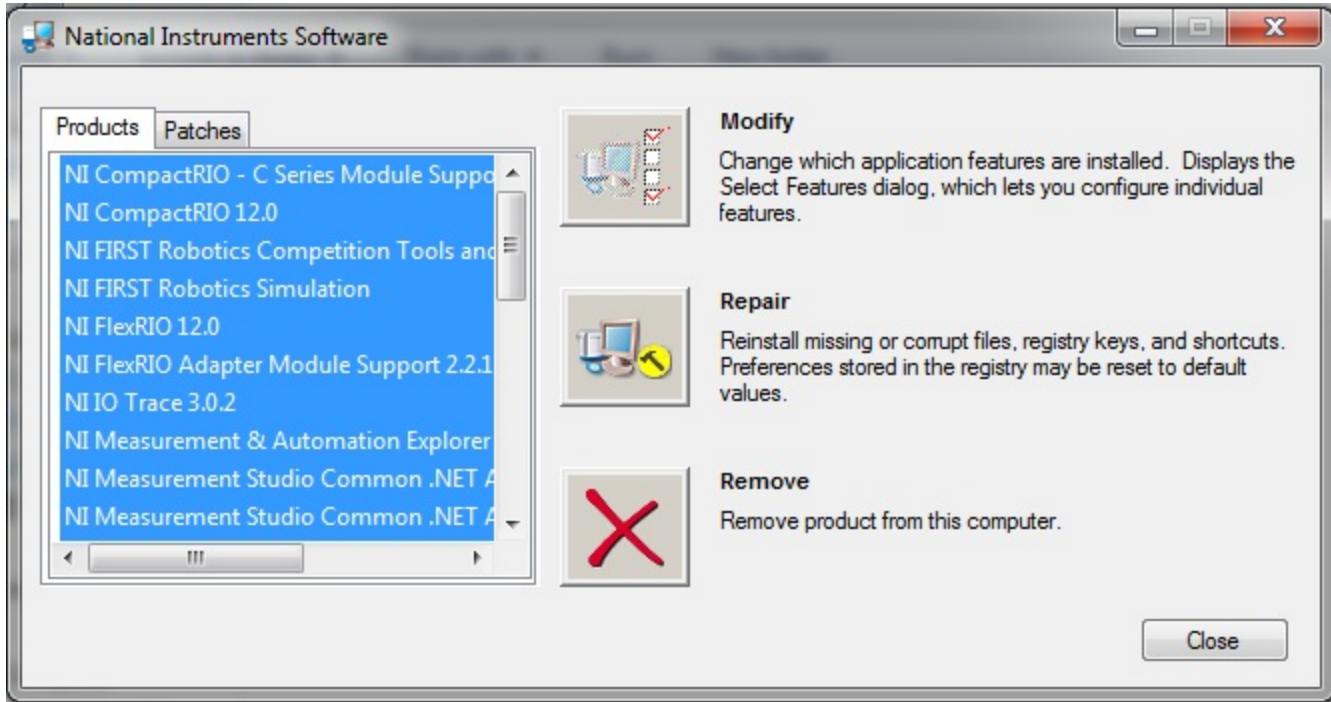 National Instruments Software
Products
Patches
NI CompactRIO - C Series Module Suppo
NI CompactRIO 12.0
NI FIRST Robotics Competition Tools and
NI FIRST Robotics Simulation
NI FlexRIO 12.0
NI FlexRIO Adapter Module Support 2.2.1
NI IO Trace 3.0.2
NI Measurement & Automation Explorer
NI Measurement Studio Common .NET A
NI Measurement Studio Common .NET A
Modify
Change which application features are installed.  Displays the
Select Features dialog, which lets you configure individual
features.
Repair
Reinstall missing or corrupt files, registry keys, and shortcuts.
Preferences stored in the registry may be reset to default
values.
Remove
Remove product from this computer.
Close